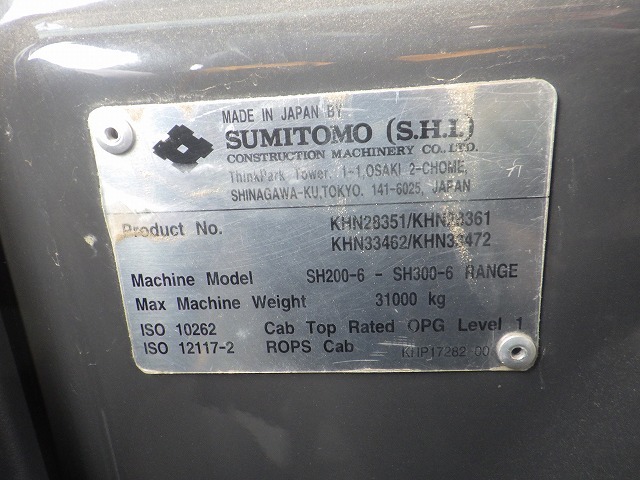 MADE IN JAPAN BY
SUMITOMO (S.H.I.)
CONSTRUCTION MACHINERY CO., LTD.
ThinkPark Tower, 1-1,OSAKI 2-CHOME,
SHINAGAWA-KU,TOKYO. 141-6025, JAPAN
Product No. KHN28351/KHN28361
KHN33462/KHN33472
Machine Model SH200-6 - SH300-6 RANGE
Max Machine Weight 31000 kg
ISO 10262 Cab Top Rated OPG Level 1
ISO 12117-2 ROPS Cab
KHP17282-00